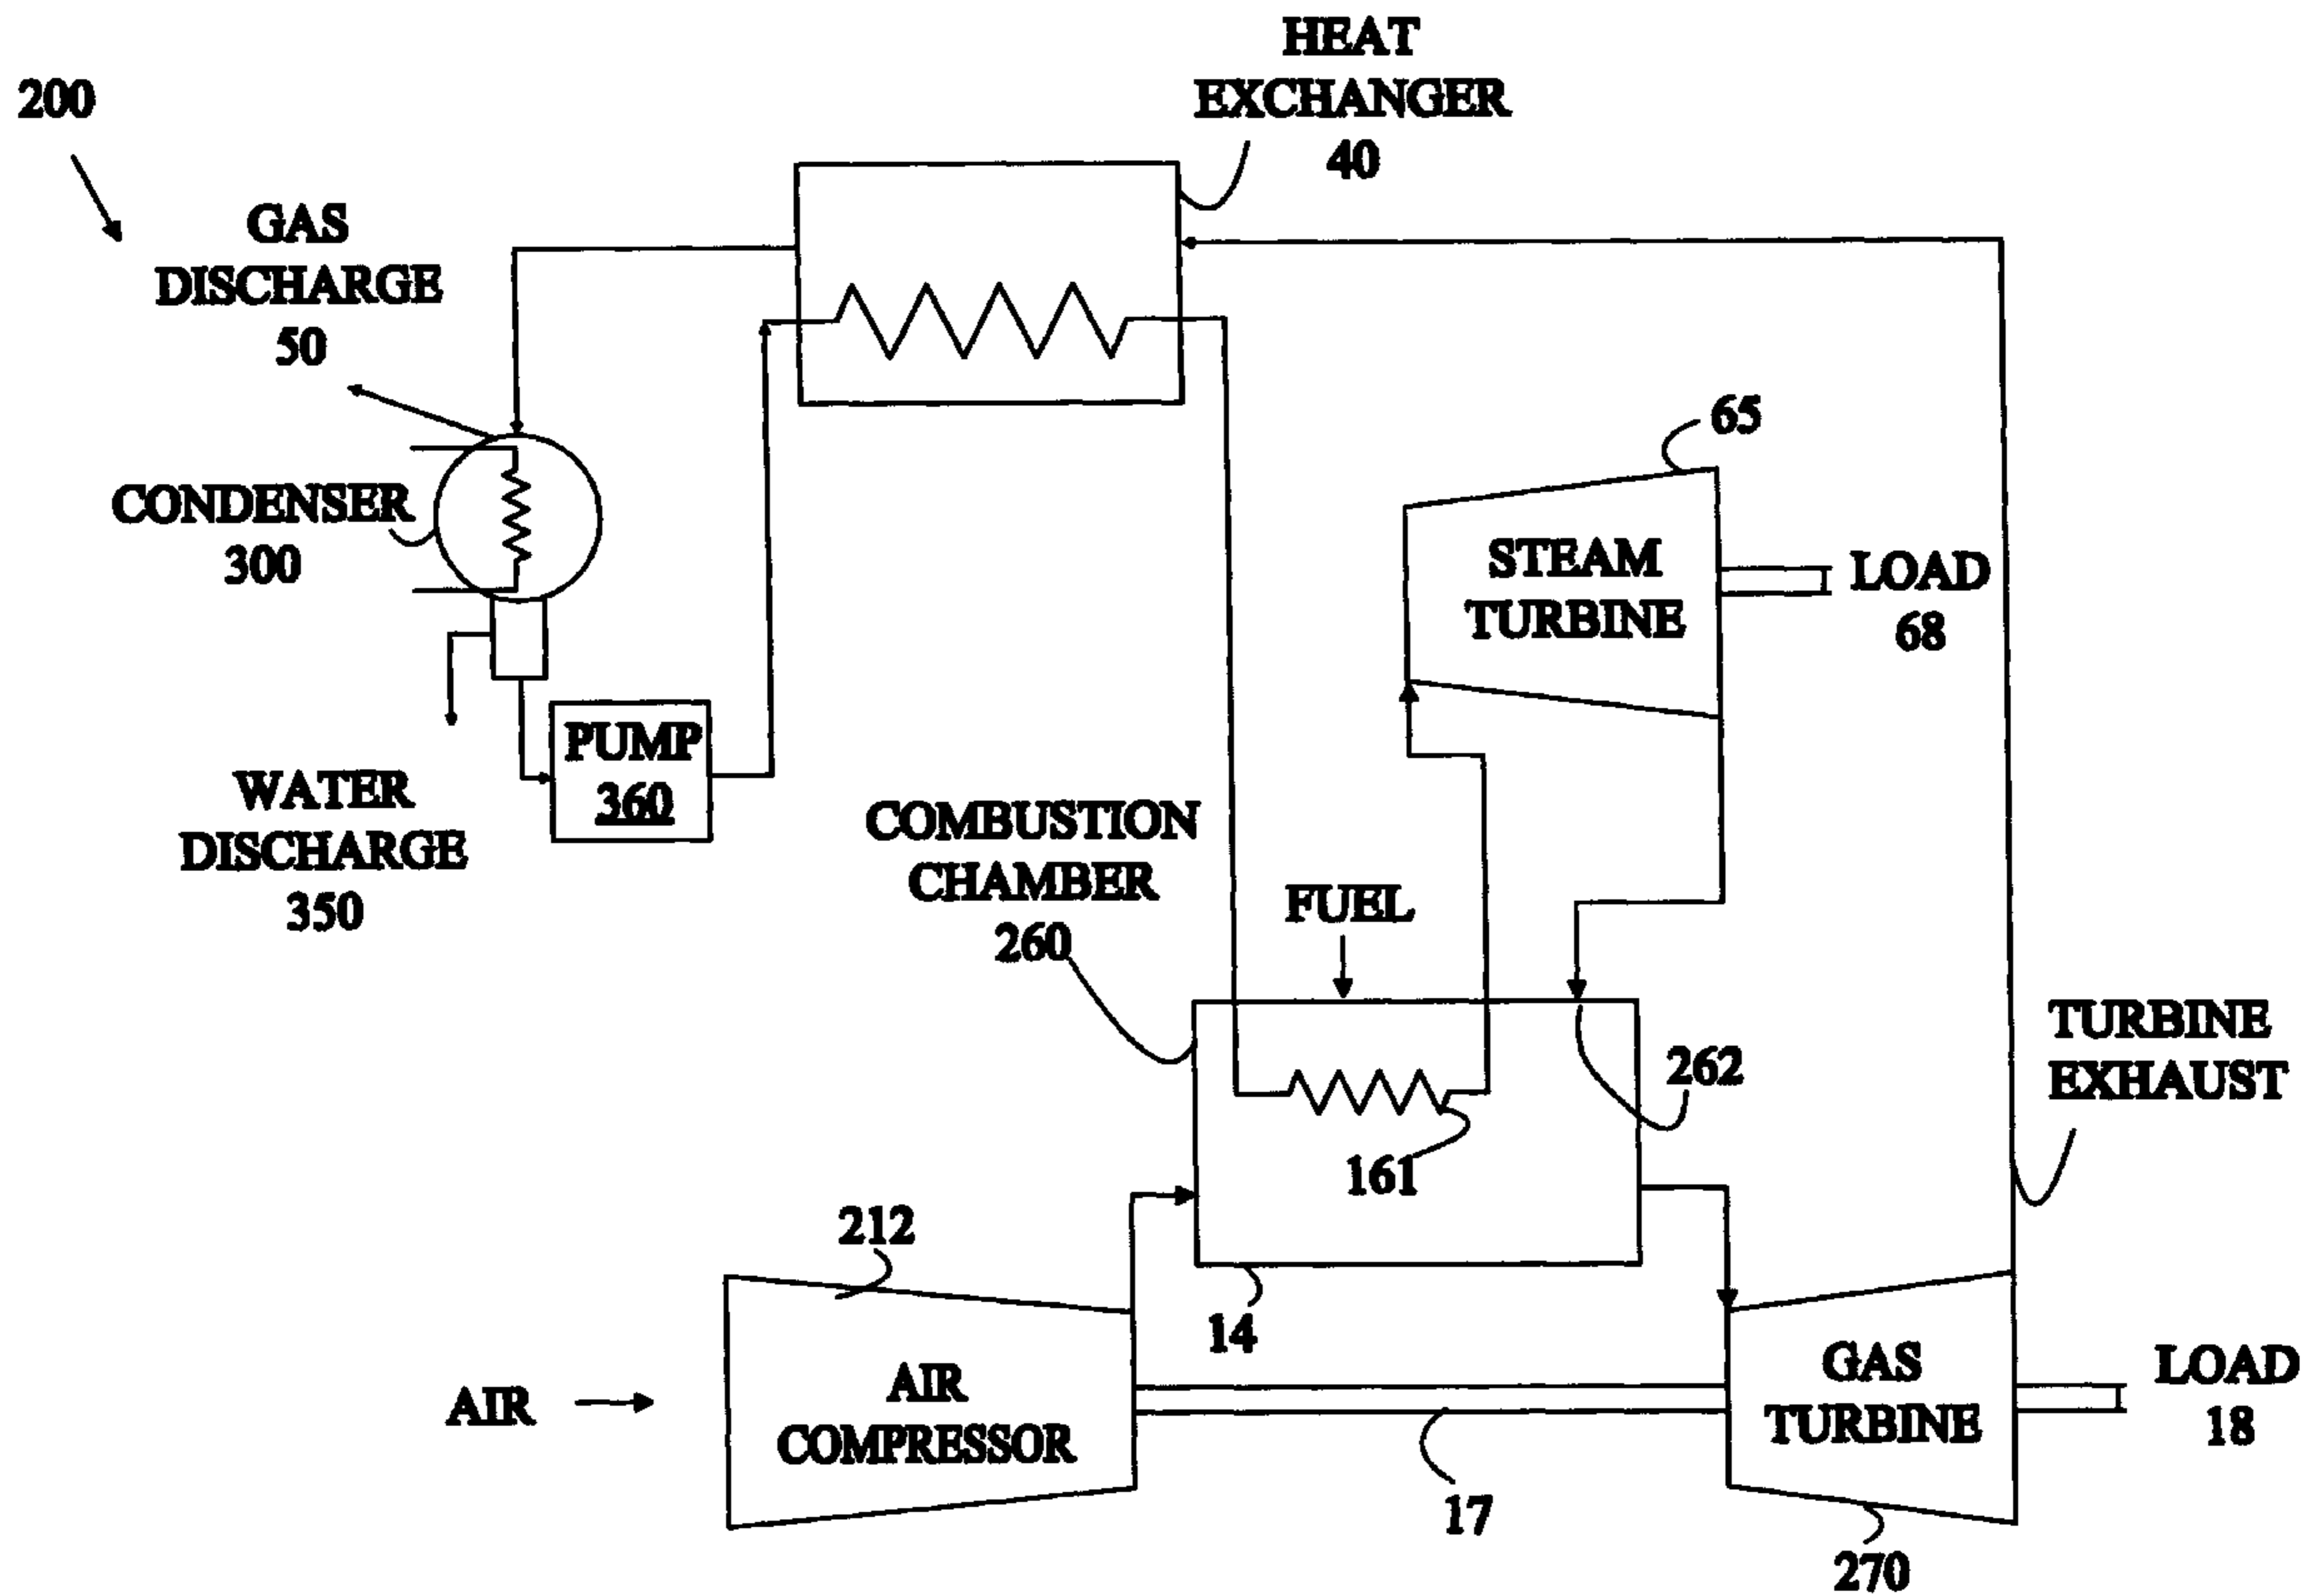 HEAT
EXCHANGER
40
200
GAS
DISCHARGE
50
CONDENSER
300
65
STEAM
TURBINE
LOAD
68
PUMP
360
WATER
DISCHARGE
350
COMBUSTION
CHAMBER
260
FUEL
262
161
TURBINE
EXHAUST
212
14
AIR
AIR
COMPRESSOR
17
GAS
TURBINE
LOAD
18
270